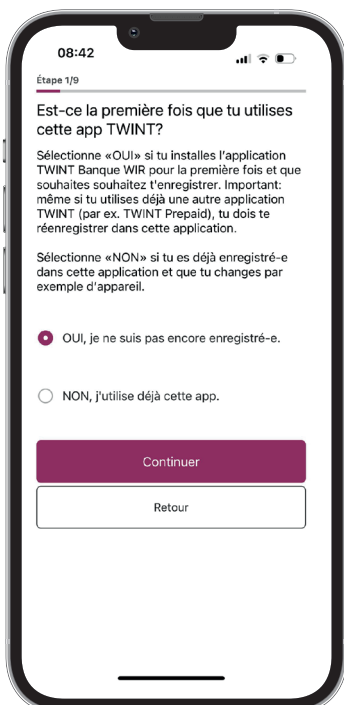 08:42
Étape 1/9
Est-ce la première fois que tu utilises
cette app TWINT?
Sélectionne «OUI» si tu installes l'application
TWINT Banque WIR pour la première fois et que
souhaites souhaitez t'enregistrer. Important:
même si tu utilises déjà une autre application
TWINT (par ex. TWINT Prepaid), tu dois te
réenregistrer dans cette application.
Sélectionne «NON» si tu es déjà enregistré-e
dans cette application et que tu changes par
exemple d'appareil.
OUI, je ne suis pas encore enregistré-e.
NON, j'utilise déjà cette app.
Continuer
Retour